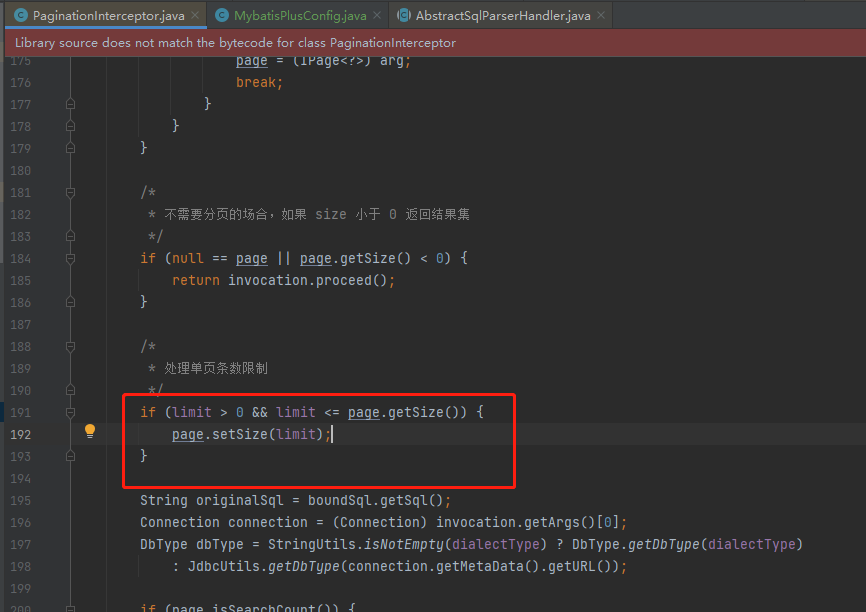 PaginationInterceptor.java × MybatisPlusConfig.java × AbstractSqlParserHandler.java ×
Library source does not match the bytecode for class PaginationInterceptor
175 page = (IPage<?>) arg;
176 break;
177 }
178 }
179 }
180
181 /*
182 * 不需要分页的场合，如果 size 小于 0 返回结果集
183 */
184 if (null == page || page.getSize() < 0) {
185 return invocation.proceed();
186 }
187
188 /*
189 * 处理单页条数限制
190 */
191 if (limit > 0 && limit <= page.getSize()) {
192 page.setSize(limit);
193 }
194
195 String originalSql = boundSql.getSql();
196 Connection connection = (Connection) invocation.getArgs()[0];
197 DbType dbType = StringUtils.isNotEmpty(dialectType) ? DbType.getDbType(dialectType)
198 : JdbcUtils.getDbType(connection.getMetaData().getURL());
199
200 if (page.isSearchCount()) {